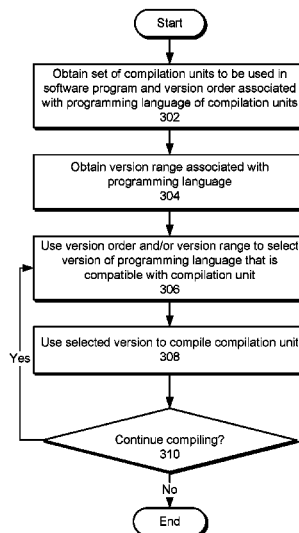 Start
Obtain set of compilation units to be used in
software program and version order associated
with programming language of compilation units
302
Obtain version range associated with
programming language
304
Use version order and/or version range to select
version of programming language that is
compatible with compilation unit
306
Yes
Use selected version to compile compilation unit
308
Continue compiling?
310
No
End